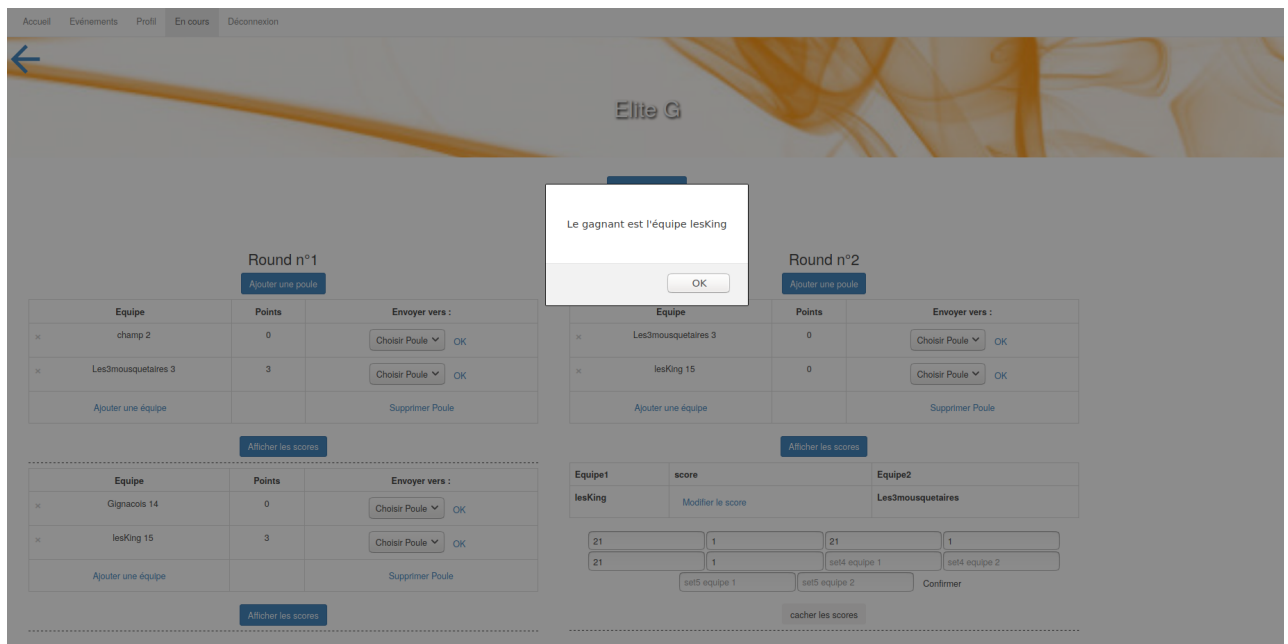 Accueil Evénements Profil En cours Déconnexion
Elite G
Le gagnant est l'équipe lesKing
OK
Round n°1
Ajouter une poule
Equipe Points Envoyer vers :
× champ 2 0 Choisir Poule OK
× Les3mousquetaires 3 3 Choisir Poule OK
Ajouter une équipe Supprimer Poule
Afficher les scores
Equipe Points Envoyer vers :
× Gignacois 14 0 Choisir Poule OK
× lesKing 15 3 Choisir Poule OK
Ajouter une équipe Supprimer Poule
Afficher les scores
Round n°2
Ajouter une poule
Equipe Points Envoyer vers :
× Les3mousquetaires 3 0 Choisir Poule OK
× lesKing 15 0 Choisir Poule OK
Ajouter une équipe Supprimer Poule
Afficher les scores
Equipe1 score Equipe2
lesKing Modifier le score Les3mousquetaires
21 1 21 1
21 1 set4 equipe 1 set4 equipe 2
set5 equipe 1 set5 equipe 2 Confirmer
cacher les scores